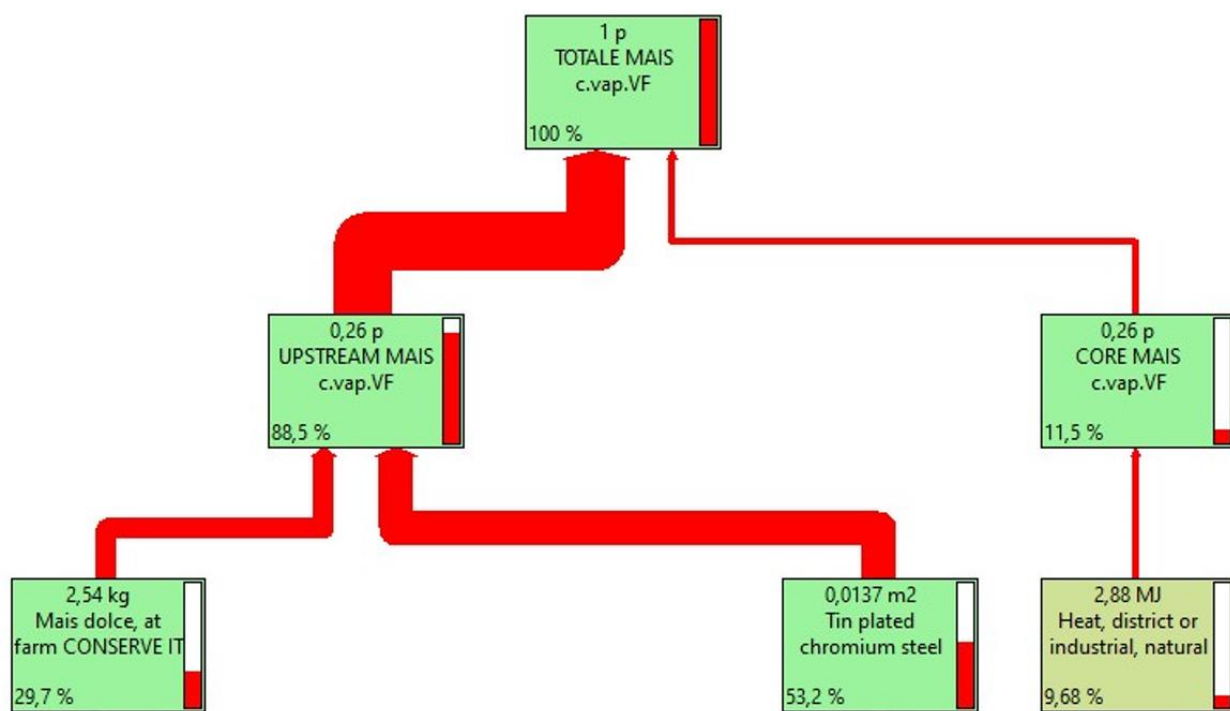 1 p
TOTALE MAIS
c.vap.VF
100 %
0,26 p
UPSTREAM MAIS
c.vap.VF
88,5 %
0,26 p
CORE MAIS
c.vap.VF
11,5 %
2,54 kg
Mais dolce, at
farm CONSERVE IT
29,7 %
0,0137 m2
Tin plated
chromium steel
53,2 %
2,88 MJ
Heat, district or
industrial, natural
9,68 %